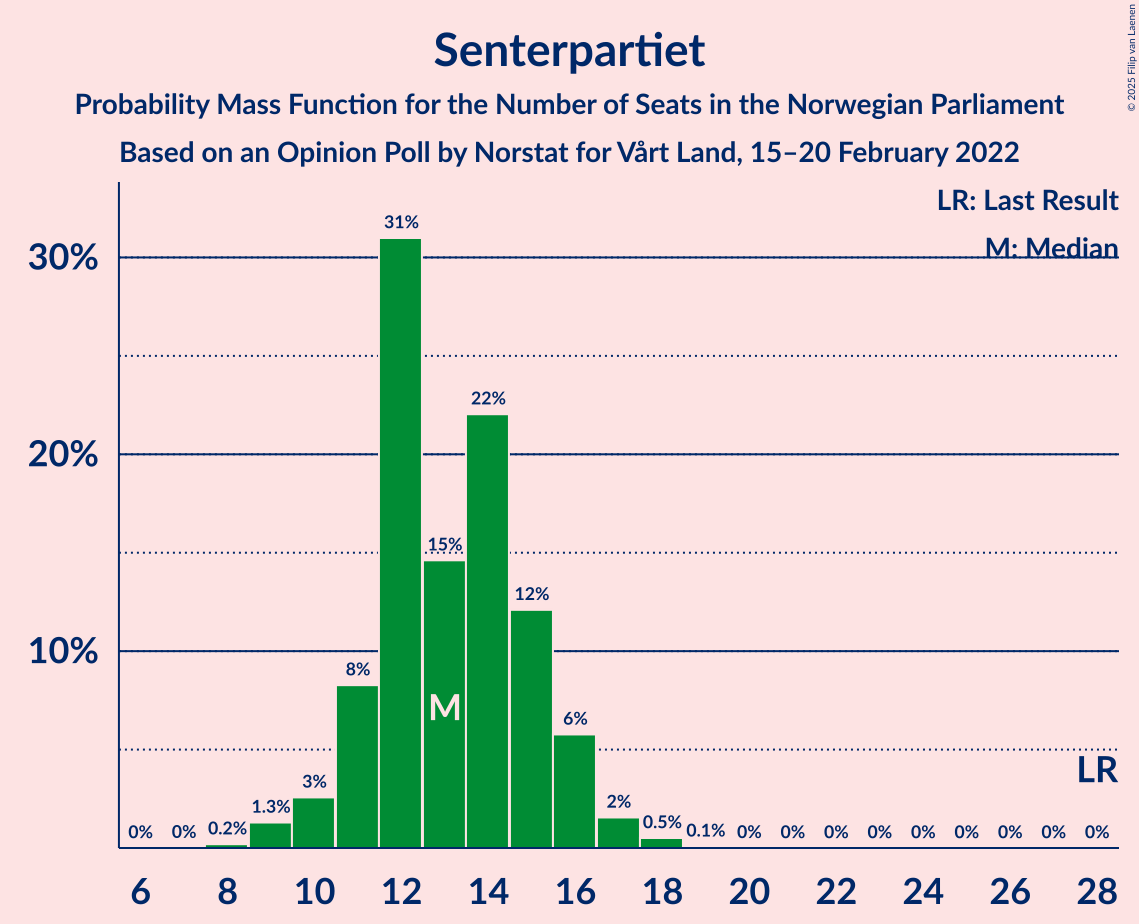 Senterpartiet
Probability Mass Function for the Number of Seats in the Norwegian Parliament
Based on an Opinion Poll by Norstat for Vårt Land, 15–20 February 2022
© 2025 Filip van Laenen
LR: Last Result
M: Median
30%
20%
10%
0% 0% 0.2% 1.3% 3% 8% 31% 15% 22% 12% 6% 2% 0.5% 0.1% 0% 0% 0% 0% 0% 0% 0% 0% 0%
M
LR
6 8 10 12 14 16 18 20 22 24 26 28